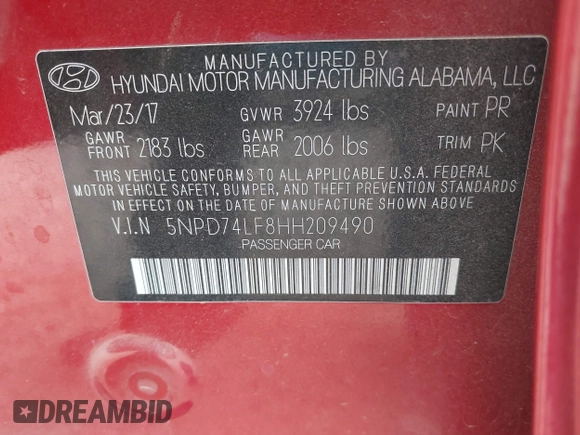 MANUFACTURED BY
HYUNDAI MOTOR MANUFACTURING ALABAMA, LLC
Mar/23/17 GVWR 3924 lbs PAINT PR
GAWR FRONT 2183 lbs GAWR REAR 2006 lbs TRIM PK
THIS VEHICLE CONFORMS TO ALL APPLICABLE U.S.A. FEDERAL
MOTOR VEHICLE SAFETY, BUMPER, AND THEFT PREVENTION STANDARDS
IN EFFECT ON THE DATE OF MANUFACTURE SHOWN ABOVE.
V.I.N 5NPD74LF8HH209490
PASSENGER CAR
DREAMBID